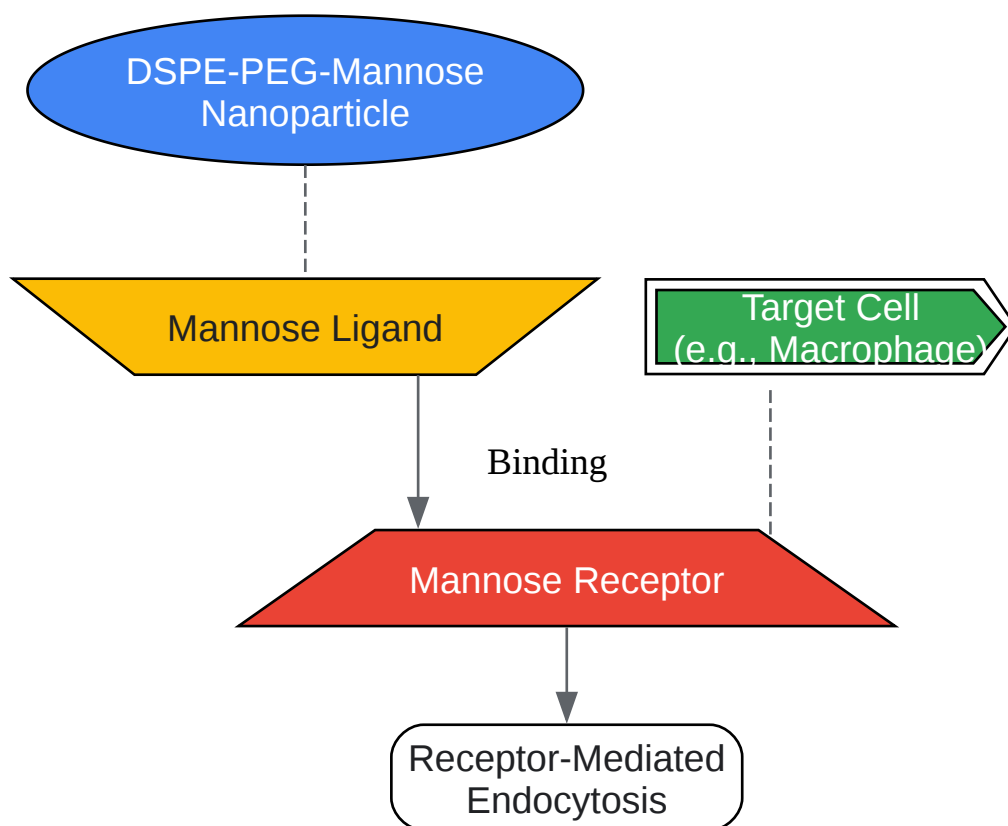 DSPE-PEG-Mannose
Nanoparticle
Mannose Ligand
Target Cell
(e.g., Macrophage)
Binding
Mannose Receptor
Receptor-Mediated
Endocytosis